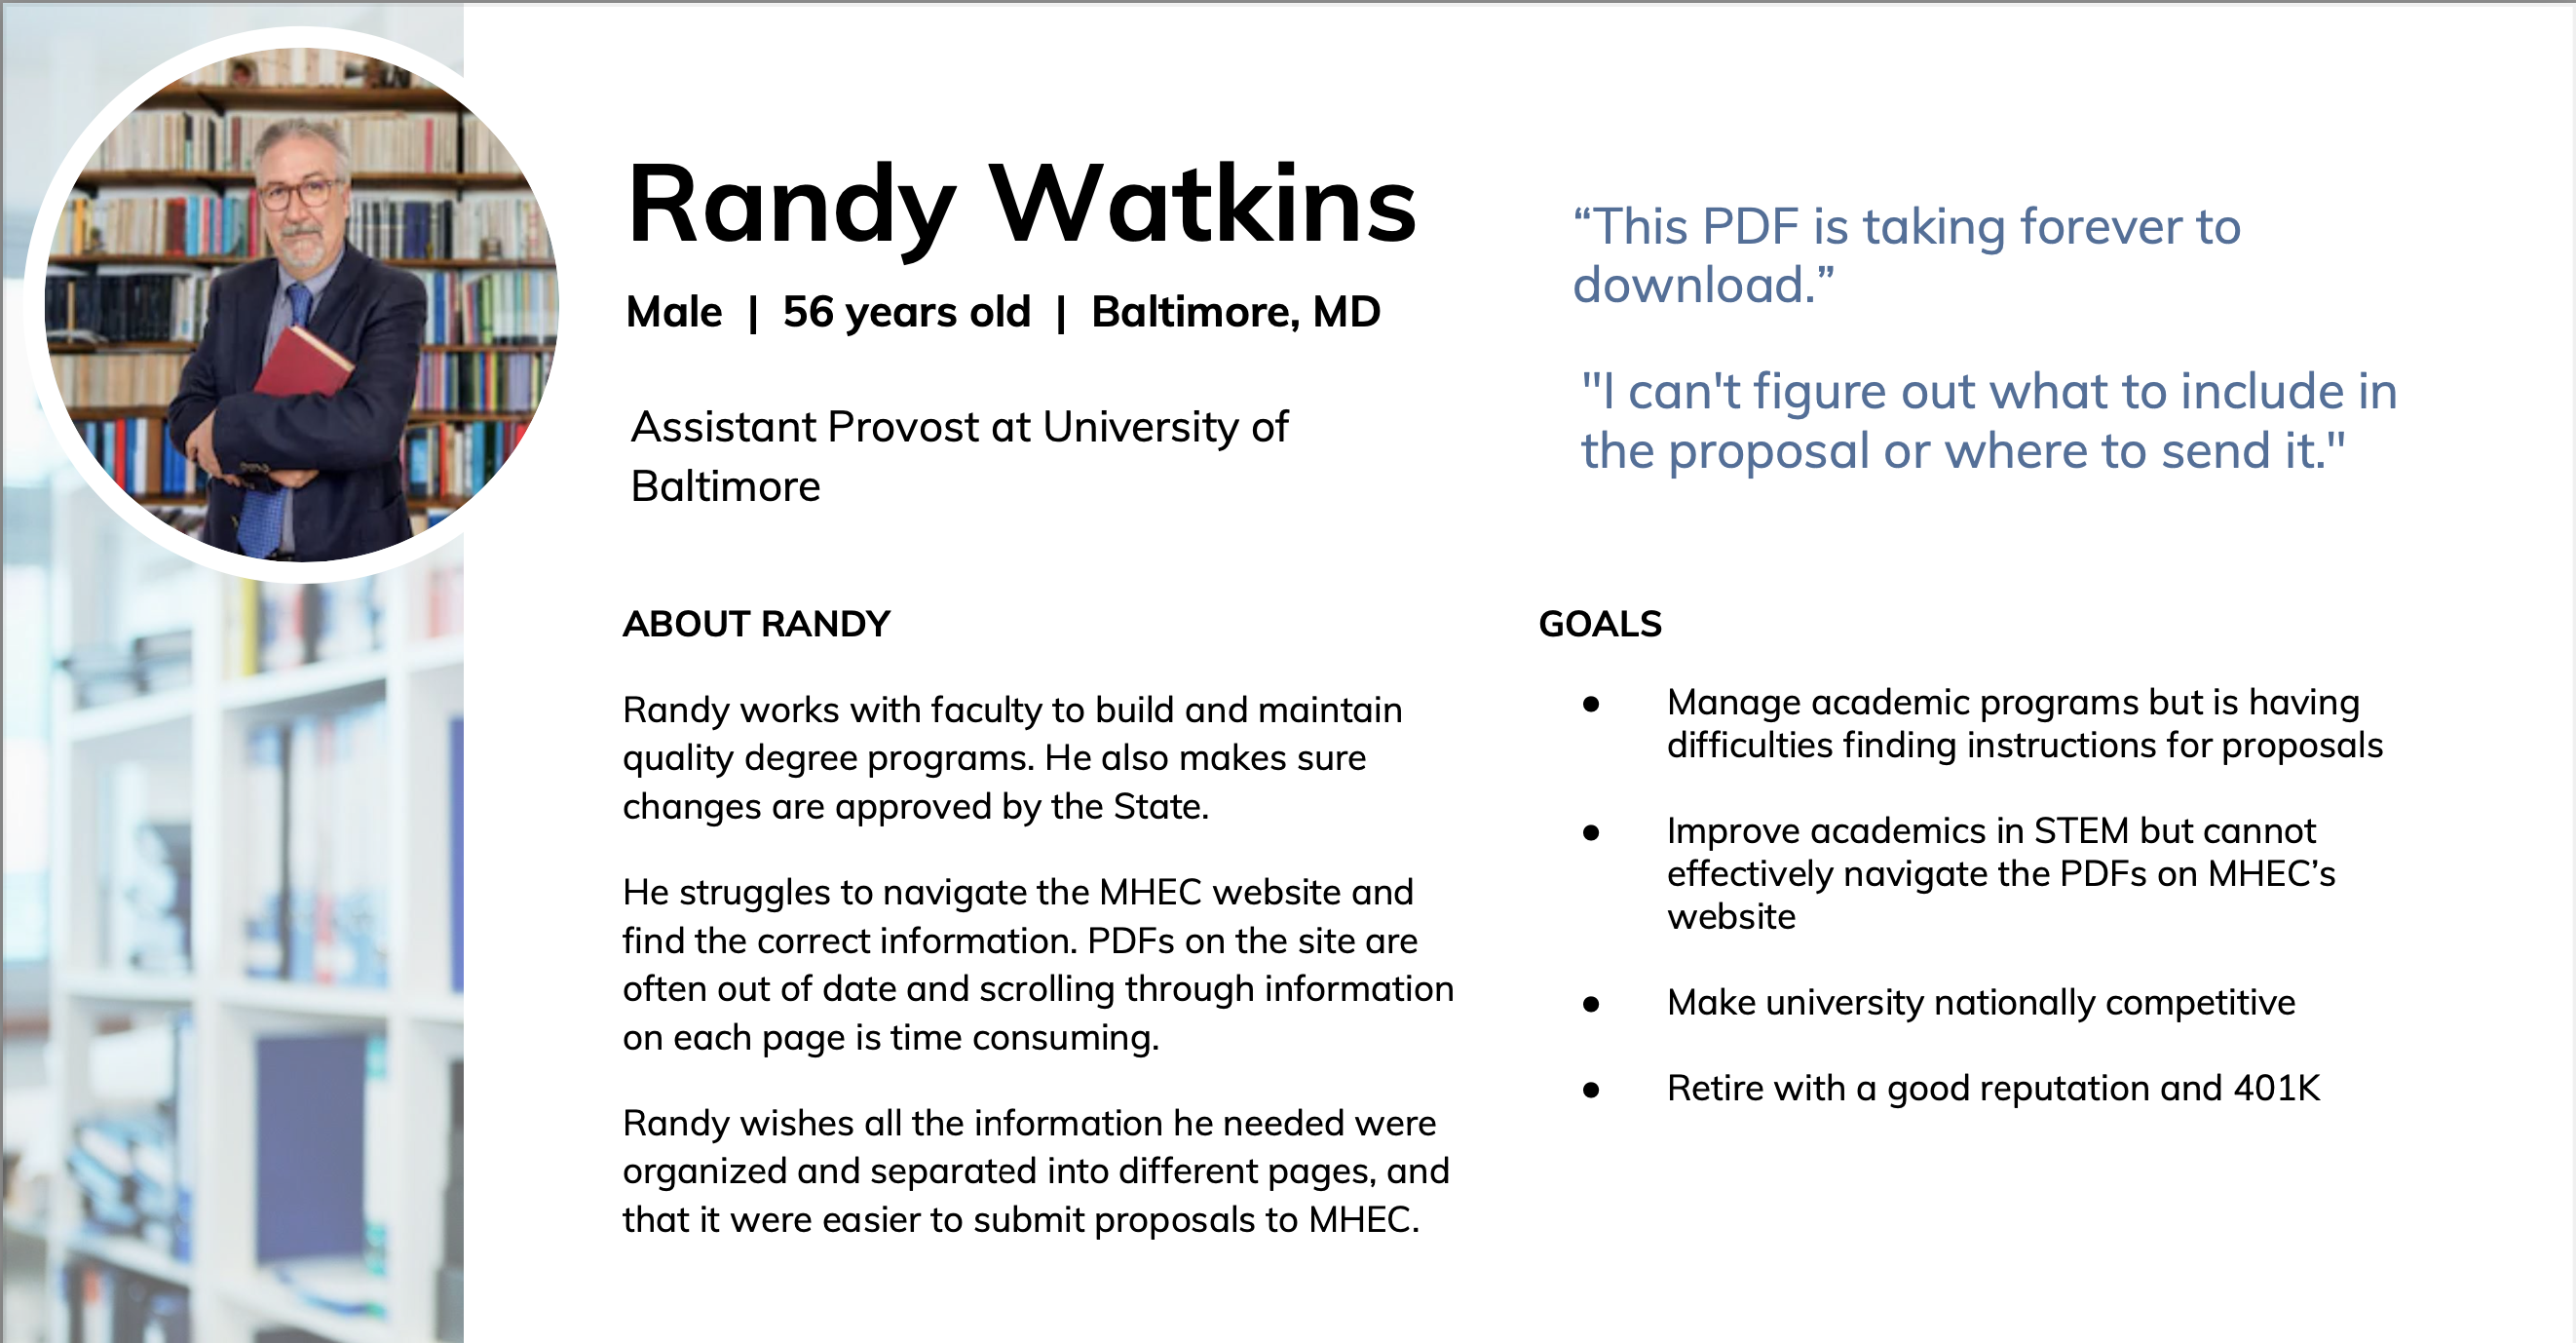 Randy Watkins
Male | 56 years old | Baltimore, MD
Assistant Provost at University of
Baltimore
“This PDF is taking forever to
download.”
"I can't figure out what to include in
the proposal or where to send it."
ABOUT RANDY
Randy works with faculty to build and maintain
quality degree programs. He also makes sure
changes are approved by the State.
He struggles to navigate the MHEC website and
find the correct information. PDFs on the site are
often out of date and scrolling through information
on each page is time consuming.
Randy wishes all the information he needed were
organized and separated into different pages, and
that it were easier to submit proposals to MHEC.
GOALS
● Manage academic programs but is having
difficulties finding instructions for proposals
● Improve academics in STEM but cannot
effectively navigate the PDFs on MHEC’s
website
● Make university nationally competitive
● Retire with a good reputation and 401K